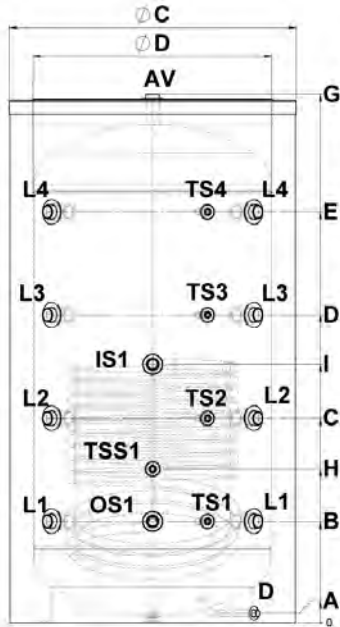 ∅ C
∅ D
AV G
L4 TS4 L4 E
L3 TS3 L3 D
IS1 I
L2 TS2 L2 C
TSS1 H
L1 OS1 TS1 L1 B
D A
0